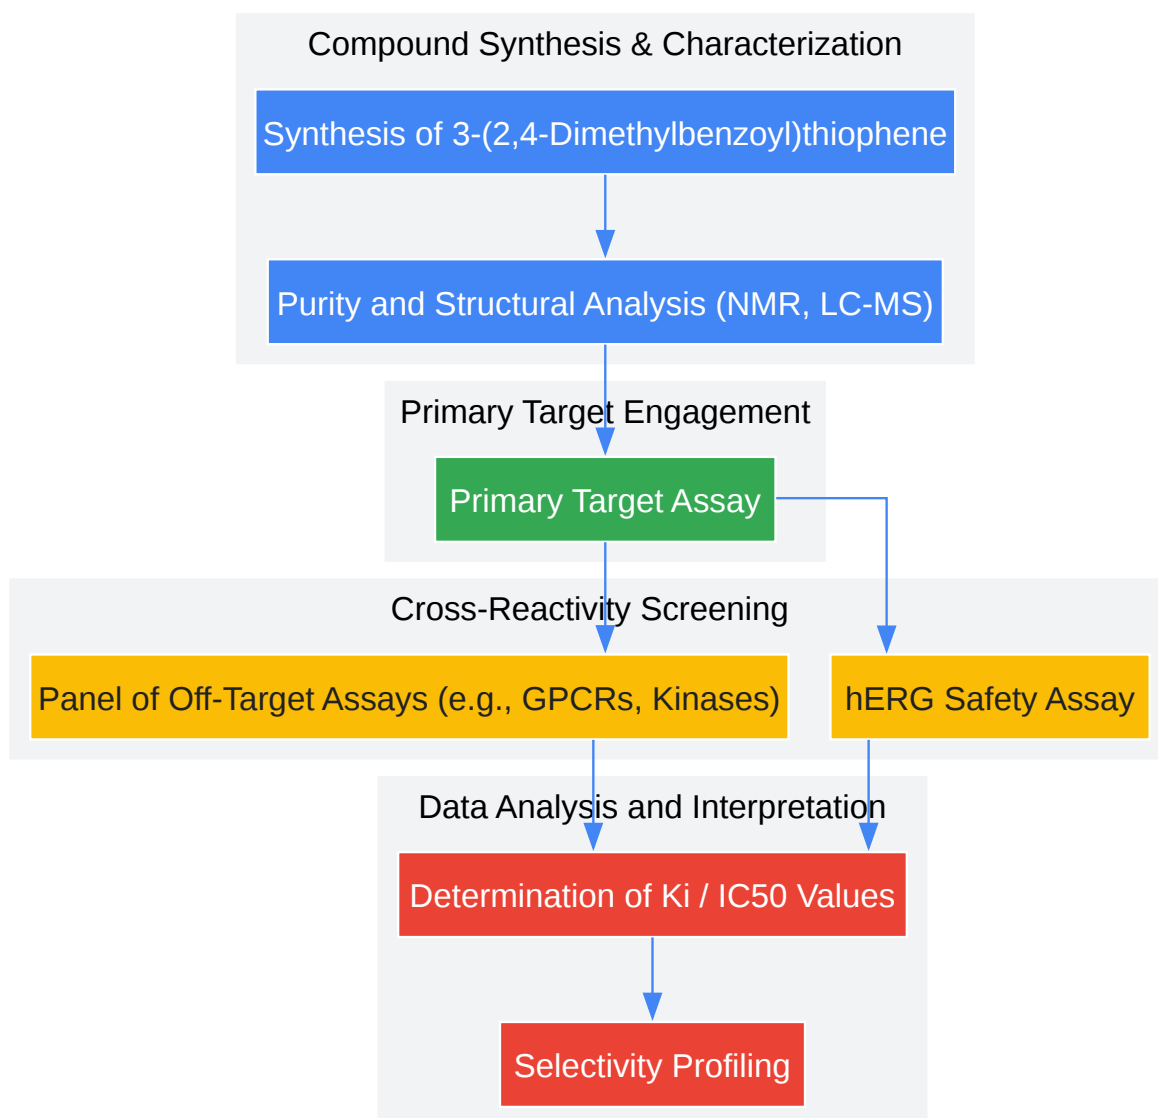 Compound Synthesis & Characterization
Synthesis of 3-(2,4-Dimethylbenzoyl)thiophene
Purity and Structural Analysis (NMR, LC-MS)
Primary Target Engagement
Primary Target Assay
Cross-Reactivity Screening
Panel of Off-Target Assays (e.g., GPCRs, Kinases)
hERG Safety Assay
Data Analysis and Interpretation
Determination of Ki / IC50 Values
Selectivity Profiling